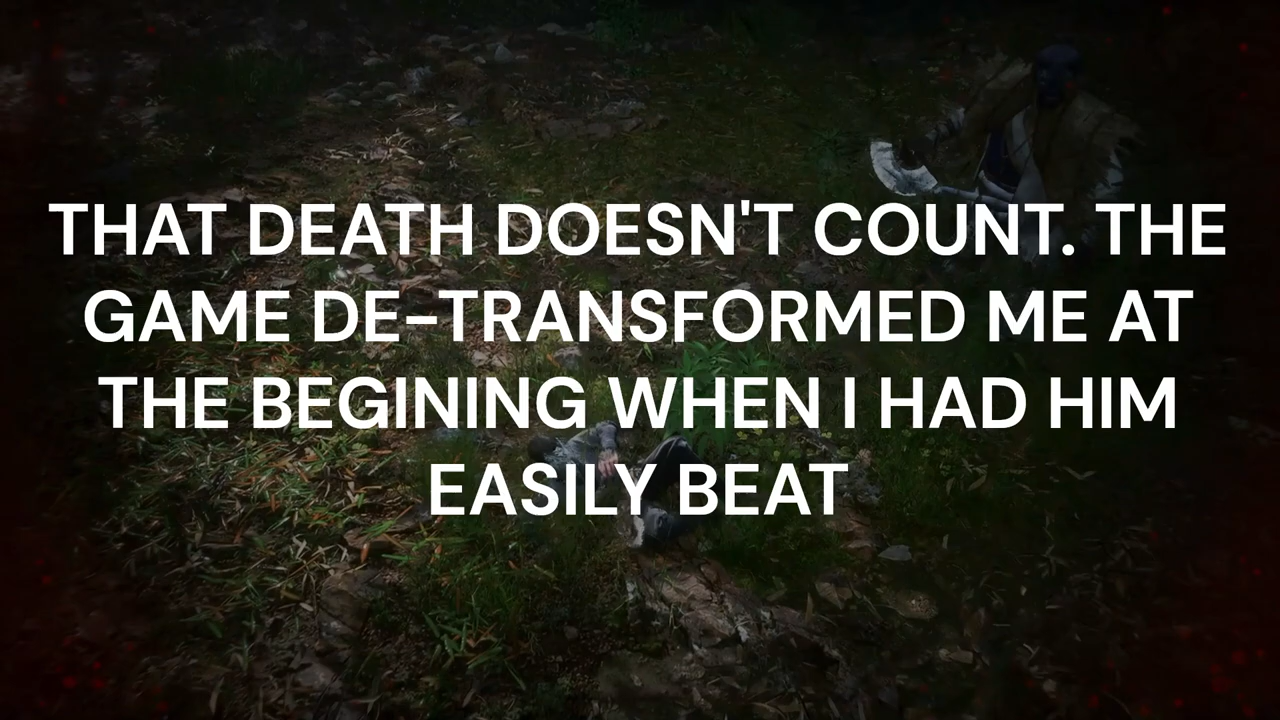 THAT DEATH DOESN'T COUNT. THE
GAME DE-TRANSFORMED ME AT
THE BEGINING WHEN I HAD HIM
EASILY BEAT